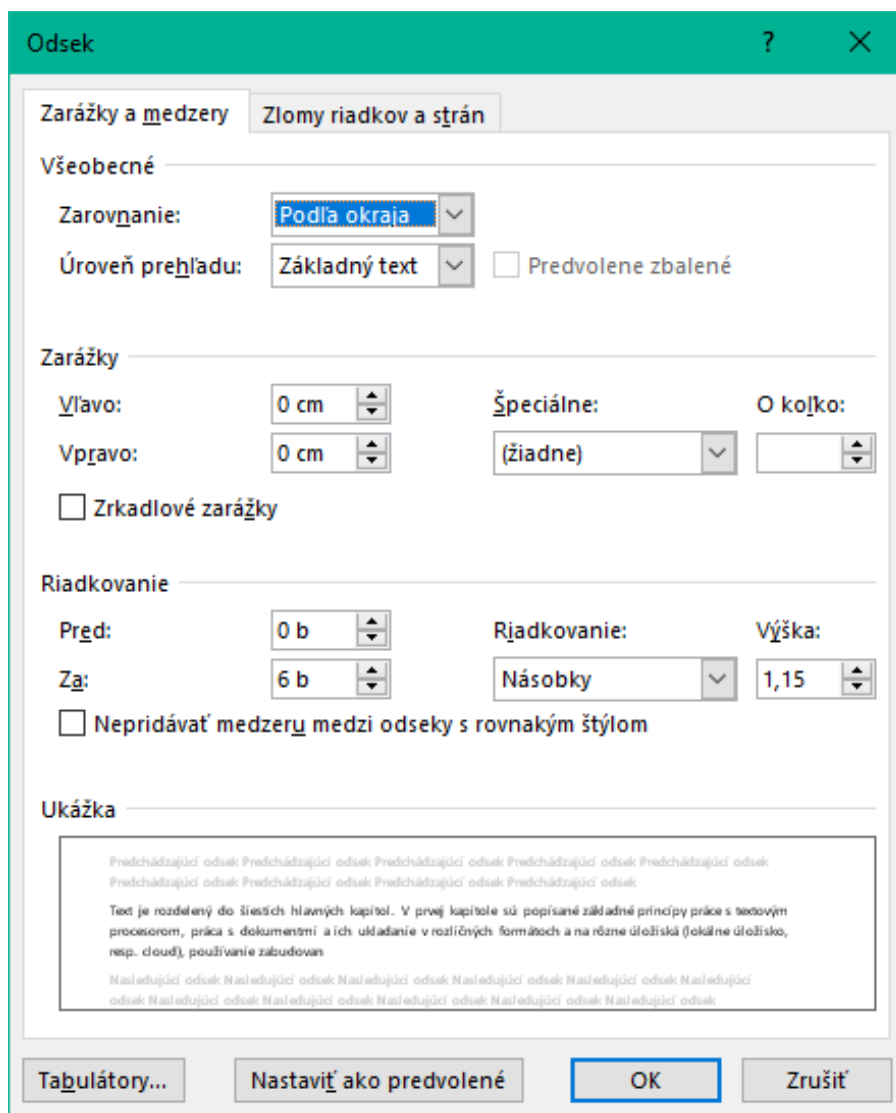 Odsek ? ×
Zarážky a medzery Zlomy riadkov a strán
Všeobecné
Zarovnanie: Podľa okraja
Úroveň prehľadu: Základný text Predvolene zbalené
Zarážky
Vľavo: 0 cm Špeciálne: O koľko:
Vpravo: 0 cm (žiadne)
Zrkadlové zarážky
Riadkovanie
Pred: 0 b Riadkovanie: Výška:
Za: 6 b Násobky 1,15
Nepridávať medzeru medzi odseky s rovnakým štýlom
Ukážka
Predchádzajúci odsek Predchádzajúci odsek Predchádzajúci odsek Predchádzajúci odsek Predchádzajúci odsek
Predchádzajúci odsek Predchádzajúci odsek Predchádzajúci odsek Predchádzajúci odsek
Text je rozdelený do šiestich hlavných kapitol. V prvej kapitole sú popísané základné princípy práce s textovým
procesorom, práca s dokumentmi a ich ukladanie v rozličných formátoch a na rôzne úložiská (lokálne úložisko,
resp. cloud), používanie zabudovan
Nasledujúci odsek Nasledujúci odsek Nasledujúci odsek Nasledujúci odsek Nasledujúci
odsek Nasledujúci odsek Nasledujúci odsek Nasledujúci odsek Nasledujúci odsek
Tabulátory... Nastaviť ako predvolené OK Zrušiť